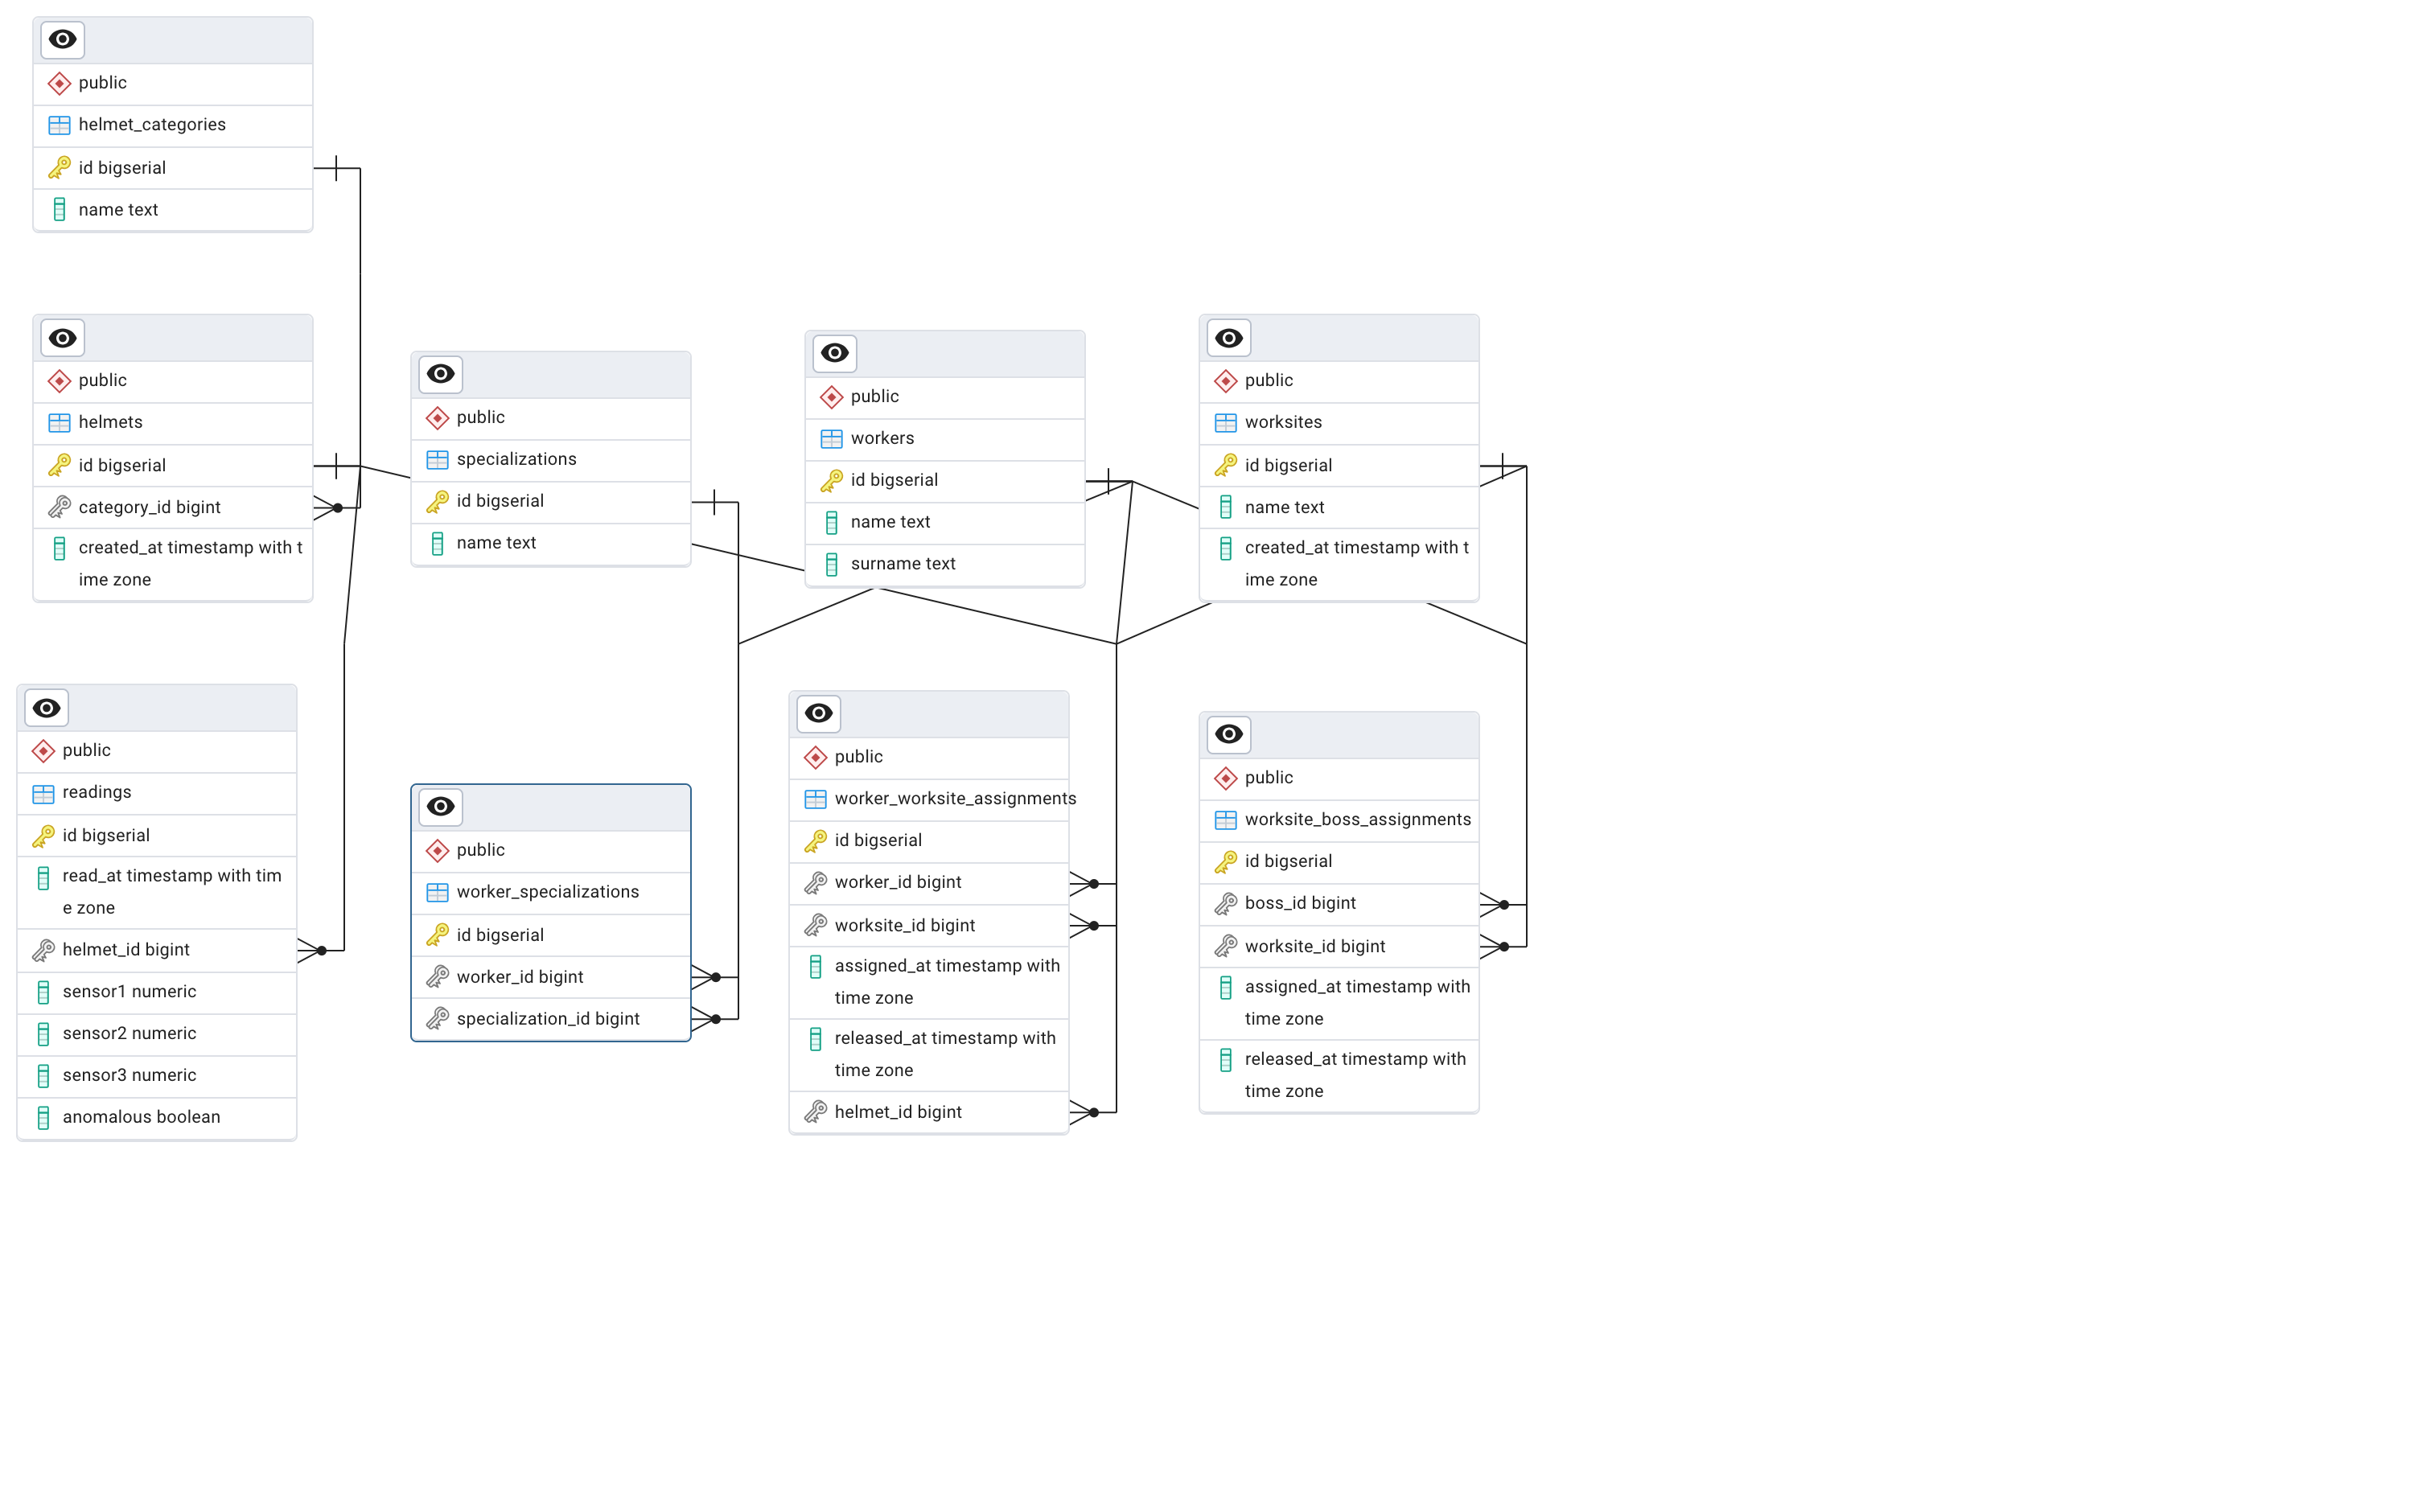 public
helmet_categories
id bigserial
name text
public
helmets
id bigserial
category_id bigint
created_at timestamp with t
ime zone
public
specializations
id bigserial
name text
public
workers
id bigserial
name text
surname text
public
worksites
id bigserial
name text
created_at timestamp with t
ime zone
public
readings
id bigserial
read_at timestamp with tim
e zone
helmet_id bigint
sensor1 numeric
sensor2 numeric
sensor3 numeric
anomalous boolean
public
worker_specializations
id bigserial
worker_id bigint
specialization_id bigint
public
worker_worksite_assignments
id bigserial
worker_id bigint
worksite_id bigint
assigned_at timestamp with
time zone
released_at timestamp with
time zone
helmet_id bigint
public
worksite_boss_assignments
id bigserial
boss_id bigint
worksite_id bigint
assigned_at timestamp with
time zone
released_at timestamp with
time zone